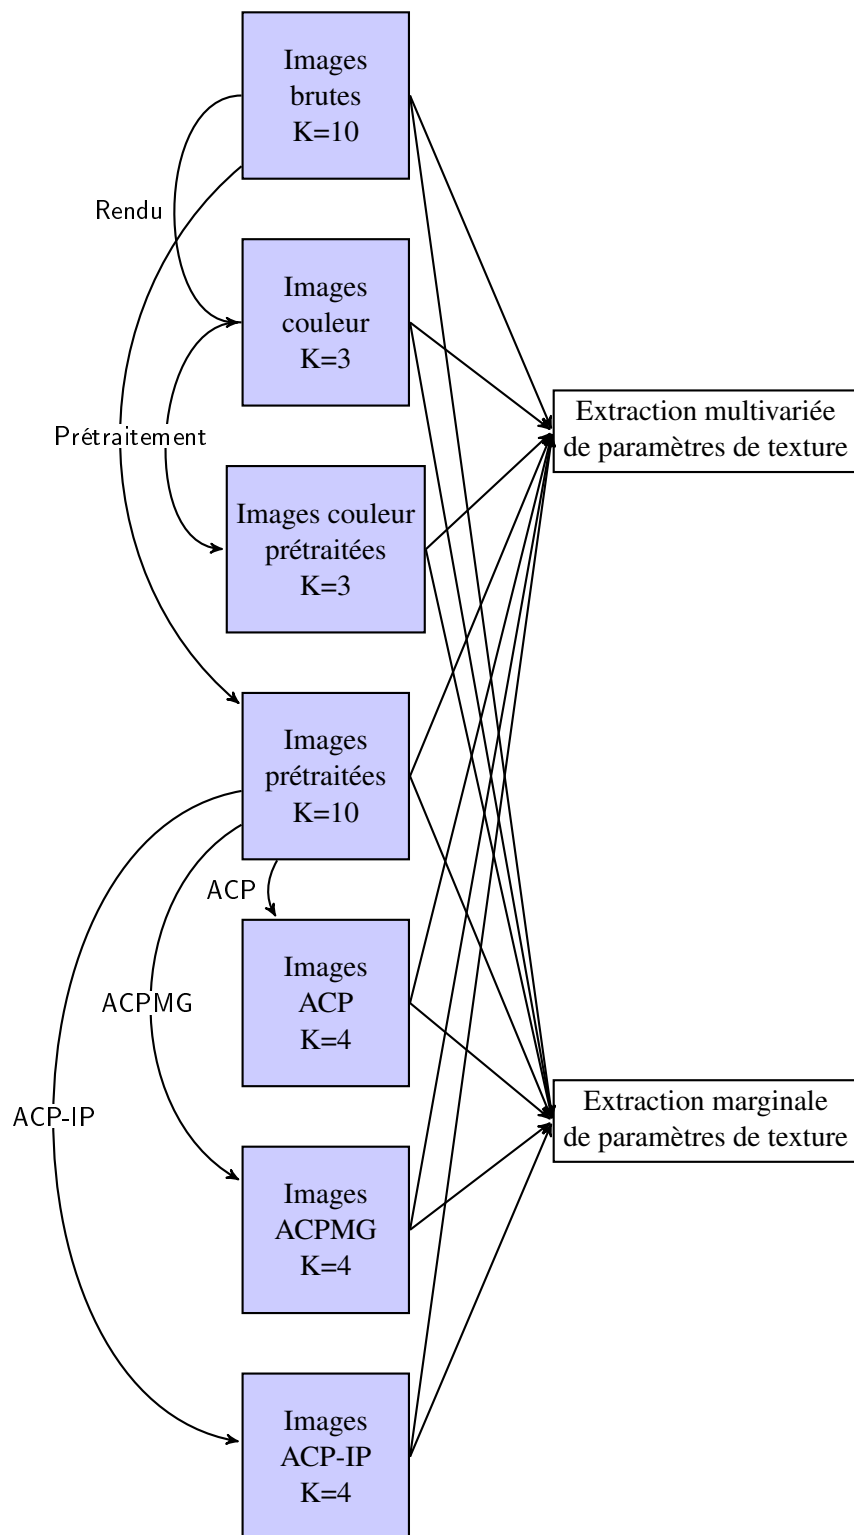 Images
brutes
K=10
Rendu
Images
couleur
K=3
Extraction multivariée
de paramètres de texture
Prétraitement
Images couleur
prétraitées
K=3
Images
prétraitées
K=10
ACP
Images
ACP
K=4
ACPMG
Extraction marginale
de paramètres de texture
ACP-IP
Images
ACPMG
K=4
Images
ACP-IP
K=4